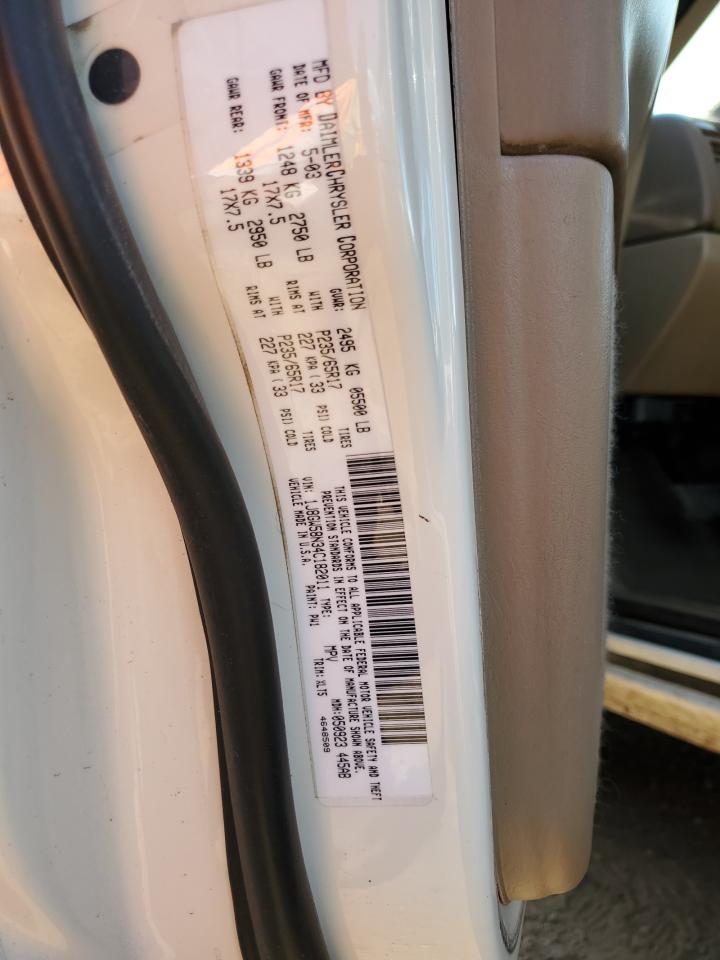 MFD BY DAIMLERCHRYSLER CORPORATION
DATE OF MFR: 5-03 GVWR: 2495 KG 05500 LB
GAWR FRONT: 1248 KG 2750 LB WITH P235/65R17 TIRES
17X7.5 RIMS AT 227 KPA ( 33 PSI) COLD
GAWR REAR: 1339 KG 2950 LB WITH P235/65R17 TIRES
17X7.5 RIMS AT 227 KPA ( 33 PSI) COLD
THIS VEHICLE CONFORMS TO ALL APPLICABLE FEDERAL MOTOR VEHICLE SAFETY AND THEFT
PREVENTION STANDARDS IN EFFECT ON THE DATE OF MANUFACTURE SHOWN ABOVE.
VIN: 1J8GW58N34C182011 TYPE: MPV MDH:050923 445AB
VEHICLE MADE IN U.S.A. PAINT: PW1 TRIM:XLT5
4648509